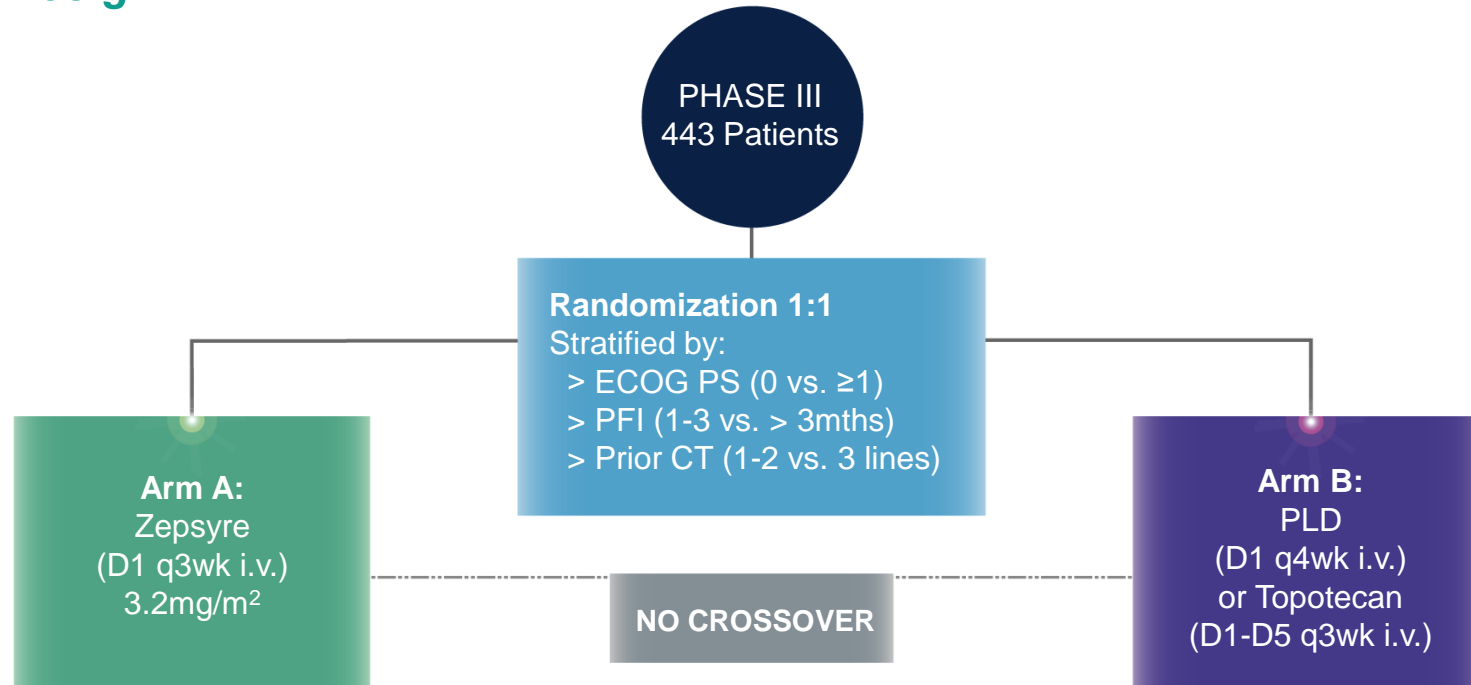 PHASE III
443 Patients
Randomization 1:1
Stratified by:
> ECOG PS (0 vs. ≥1)
> PFI (1-3 vs. > 3mths)
> Prior CT (1-2 vs. 3 lines)
Arm A:
Zepsyre
(D1 q3wk i.v.)
3.2mg/m²
NO CROSSOVER
Arm B:
PLD
(D1 q4wk i.v.)
or Topotecan
(D1-D5 q3wk i.v.)